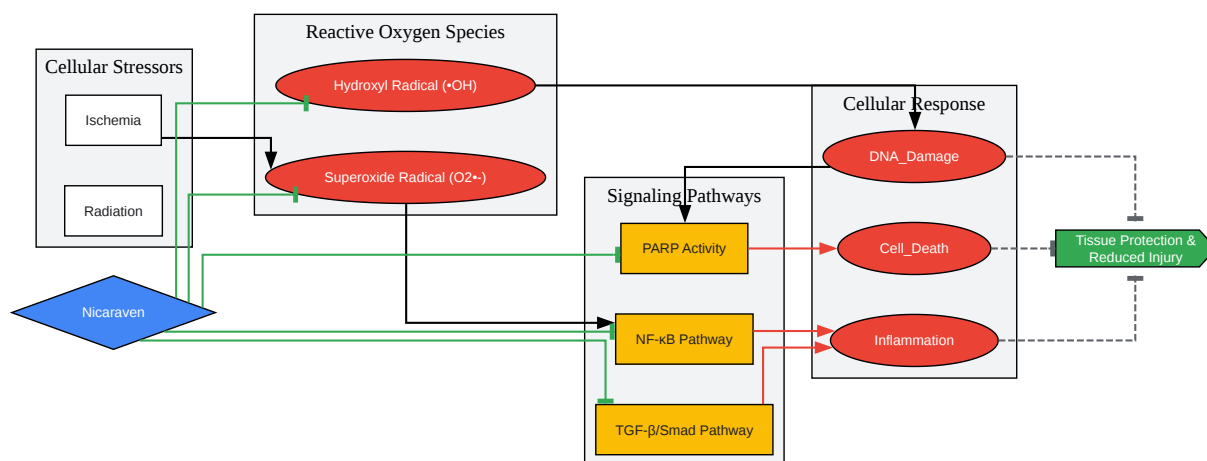 Cellular Stressors
Ischemia
Radiation
Nicaraven
Reactive Oxygen Species
Hydroxyl Radical (•OH)
Superoxide Radical (O2•-)
Signaling Pathways
PARP Activity
NF-κB Pathway
TGF-β/Smad Pathway
Cellular Response
DNA_Damage
Cell_Death
Inflammation
Tissue Protection &
Reduced Injury